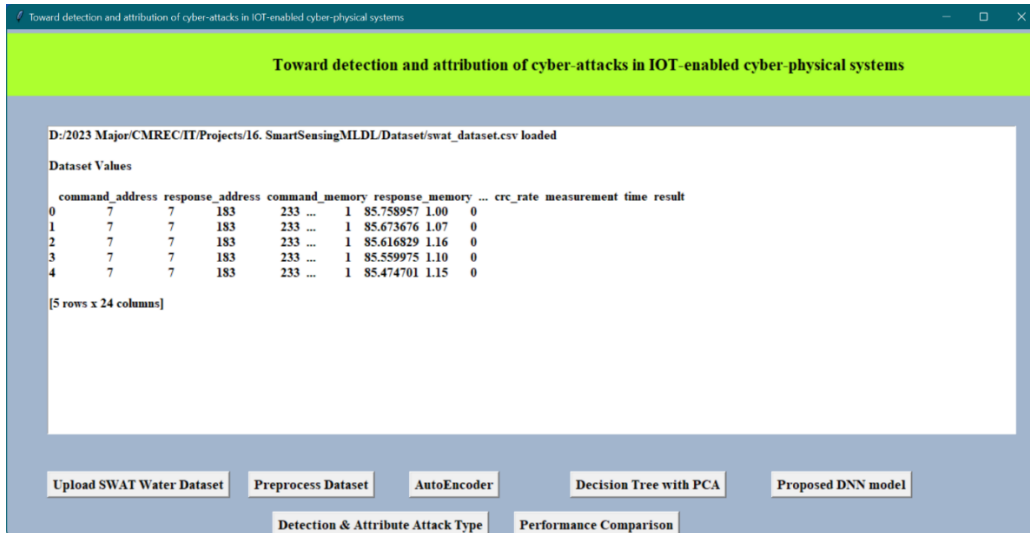 Toward detection and attribution of cyber-attacks in IOT-enabled cyber-physical systems
Toward detection and attribution of cyber-attacks in IOT-enabled cyber-physical systems
D:/2023 Major/CMREC/IT/Projects/16. SmartSensingMLDL/Dataset/swat_dataset.csv loaded
Dataset Values
command_address response_address command_memory response_memory ... crc_rate measurement time result
0 7 7 183 233 ... 1 85.758957 1.00 0
1 7 7 183 233 ... 1 85.673676 1.07 0
2 7 7 183 233 ... 1 85.616829 1.16 0
3 7 7 183 233 ... 1 85.559975 1.10 0
4 7 7 183 233 ... 1 85.474701 1.15 0
[5 rows x 24 columns]
Upload SWAT Water Dataset Preprocess Dataset AutoEncoder Decision Tree with PCA Proposed DNN model
Detection & Attribute Attack Type Performance Comparison